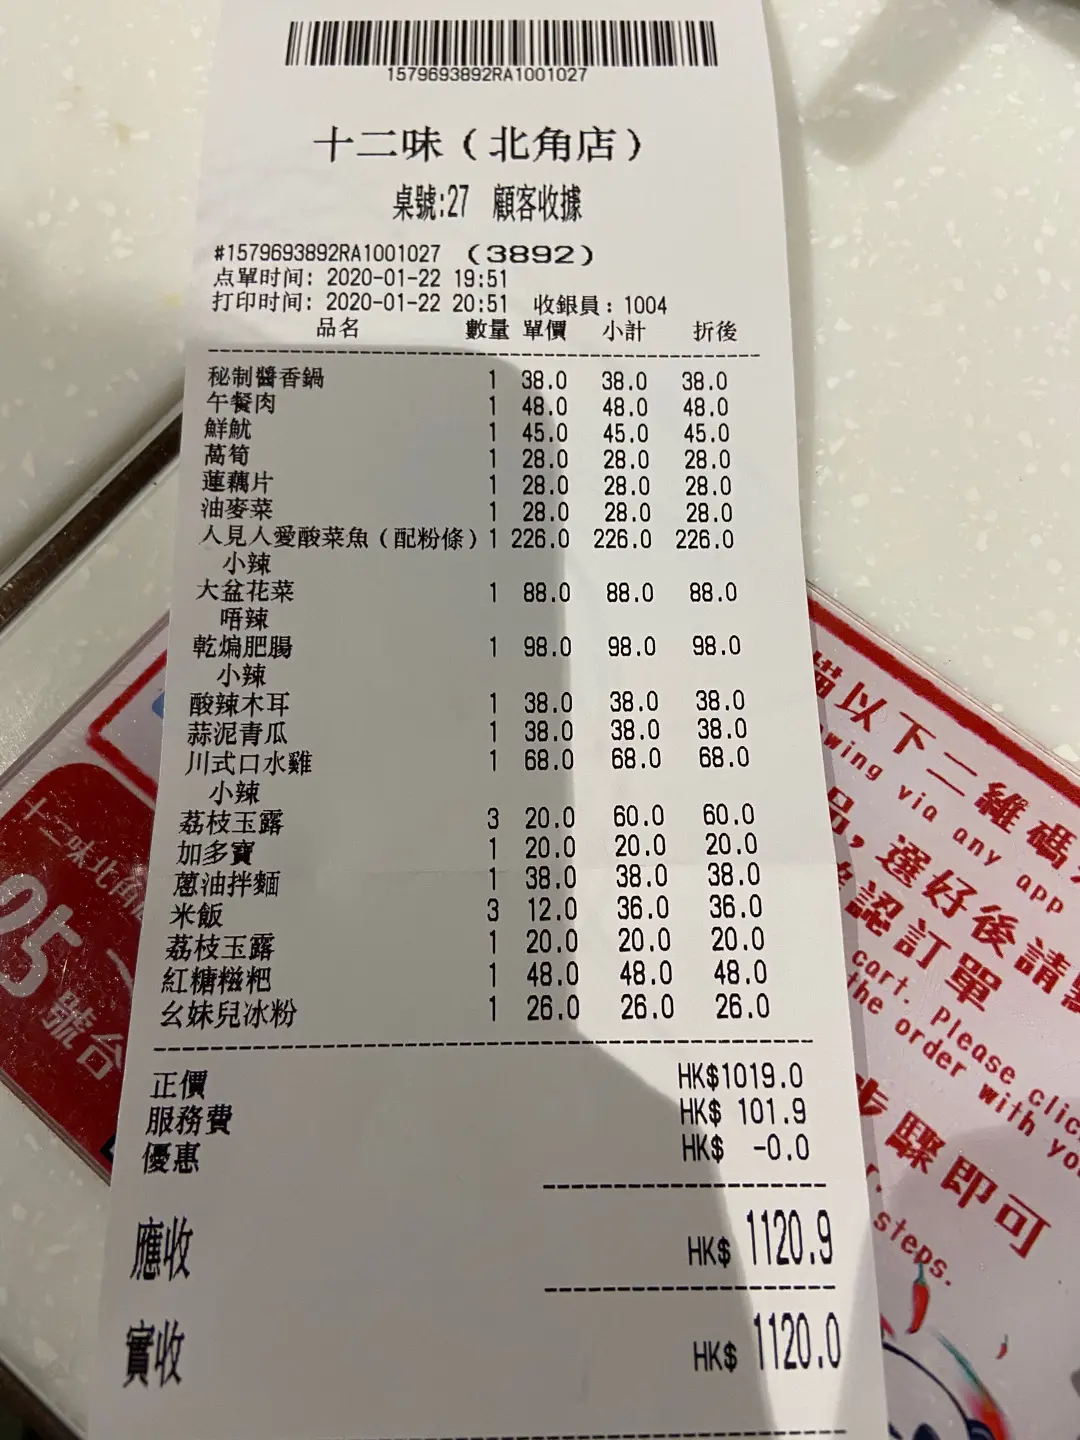 1579693892RA1001027
十二味（北角店）
桌號:27 顧客收據
#1579693892RA1001027 (3892)
点單时间: 2020-01-22 19:51
打印时间: 2020-01-22 20:51 收銀員: 1004
品名 數量 單價 小計 折後
秘制醬香鍋 1 38.0 38.0 38.0
午餐肉 1 48.0 48.0 48.0
鮮魷 1 45.0 45.0 45.0
萵筍 1 28.0 28.0 28.0
蓮藕片 1 28.0 28.0 28.0
油麥菜 1 28.0 28.0 28.0
人見人愛酸菜魚（配粉條）1 226.0 226.0 226.0
小辣
大盆花菜 1 88.0 88.0 88.0
唔辣
乾煸肥腸 1 98.0 98.0 98.0
小辣
酸辣木耳 1 38.0 38.0 38.0
蒜泥青瓜 1 38.0 38.0 38.0
川式口水雞 1 68.0 68.0 68.0
小辣
荔枝玉露 3 20.0 60.0 60.0
加多寶 1 20.0 20.0 20.0
蔥油拌麵 1 38.0 38.0 38.0
米飯 3 12.0 36.0 36.0
荔枝玉露 1 20.0 20.0 20.0
紅糖糍粑 1 48.0 48.0 48.0
幺妹兒冰粉 1 26.0 26.0 26.0
正價 HK$1019.0
服務費 HK$ 101.9
優惠 HK$ -0.0
應收 HK$ 1120.9
實收 HK$ 1120.0
十二味北角
號台
以下二維碼
via any app
品,選好後請
認訂單
cart. Please
the order with
步驟即可
steps.